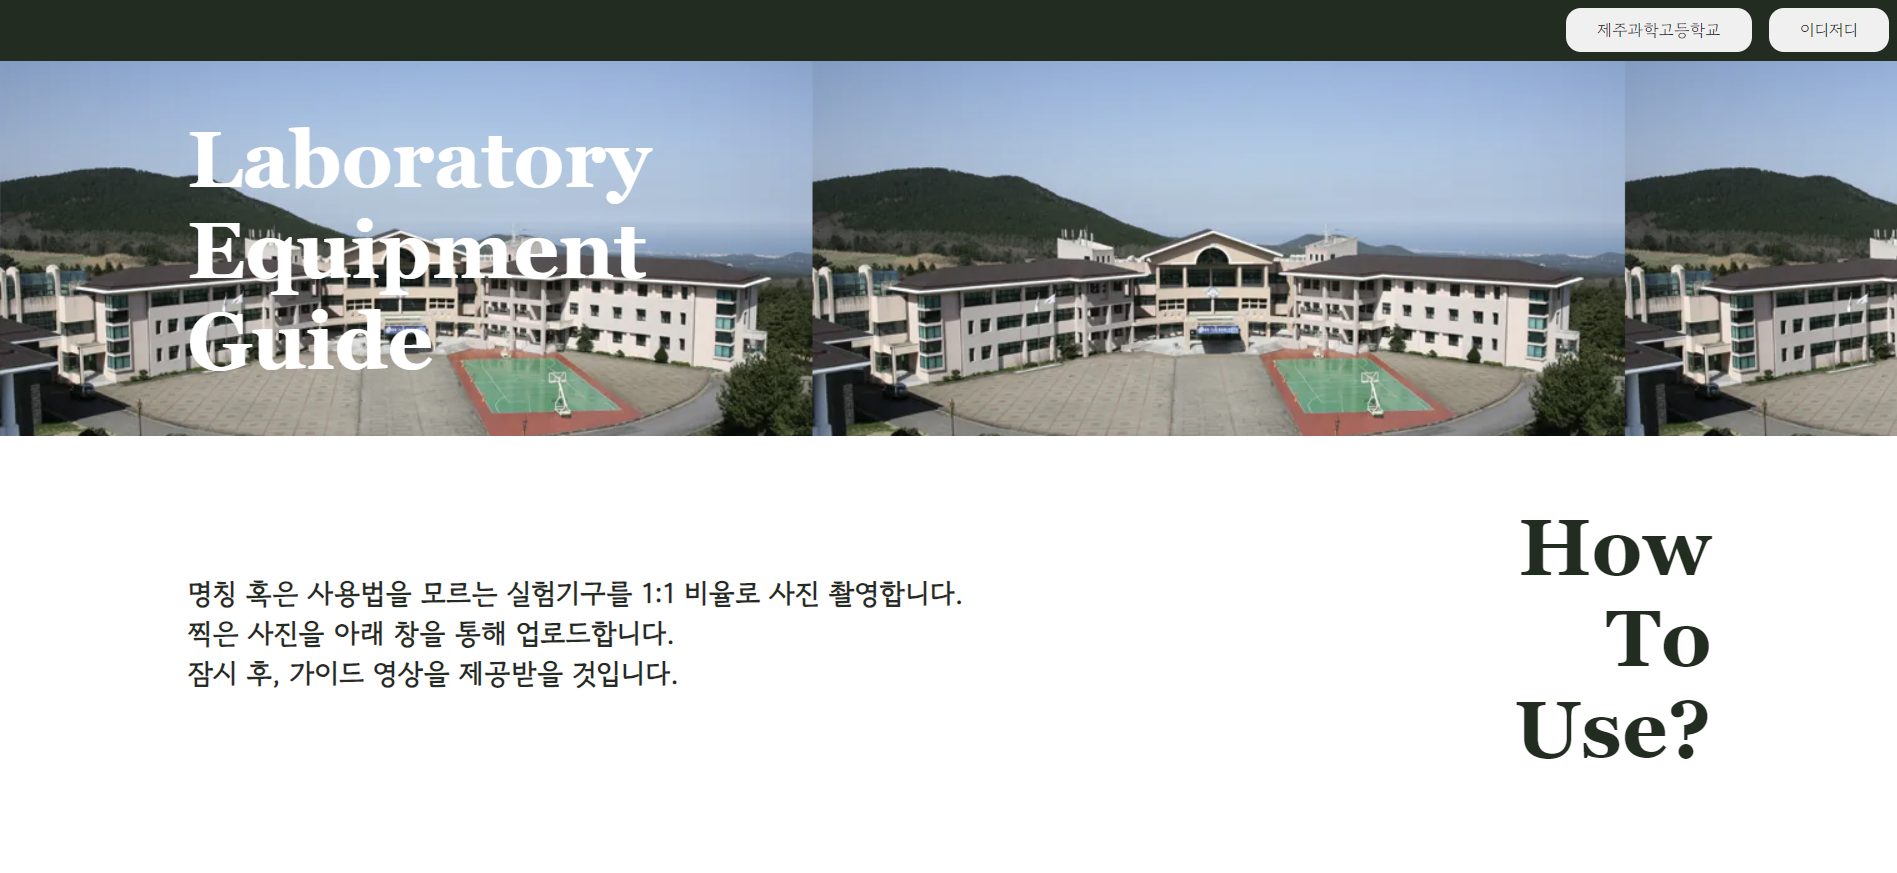 제주과학고등학교
이디저디
Laboratory
Equipment
Guide
명칭 혹은 사용법을 모르는 실험기구를 1:1 비율로 사진 촬영합니다.
찍은 사진을 아래 창을 통해 업로드합니다.
잠시 후, 가이드 영상을 제공받을 것입니다.
How
To
Use?